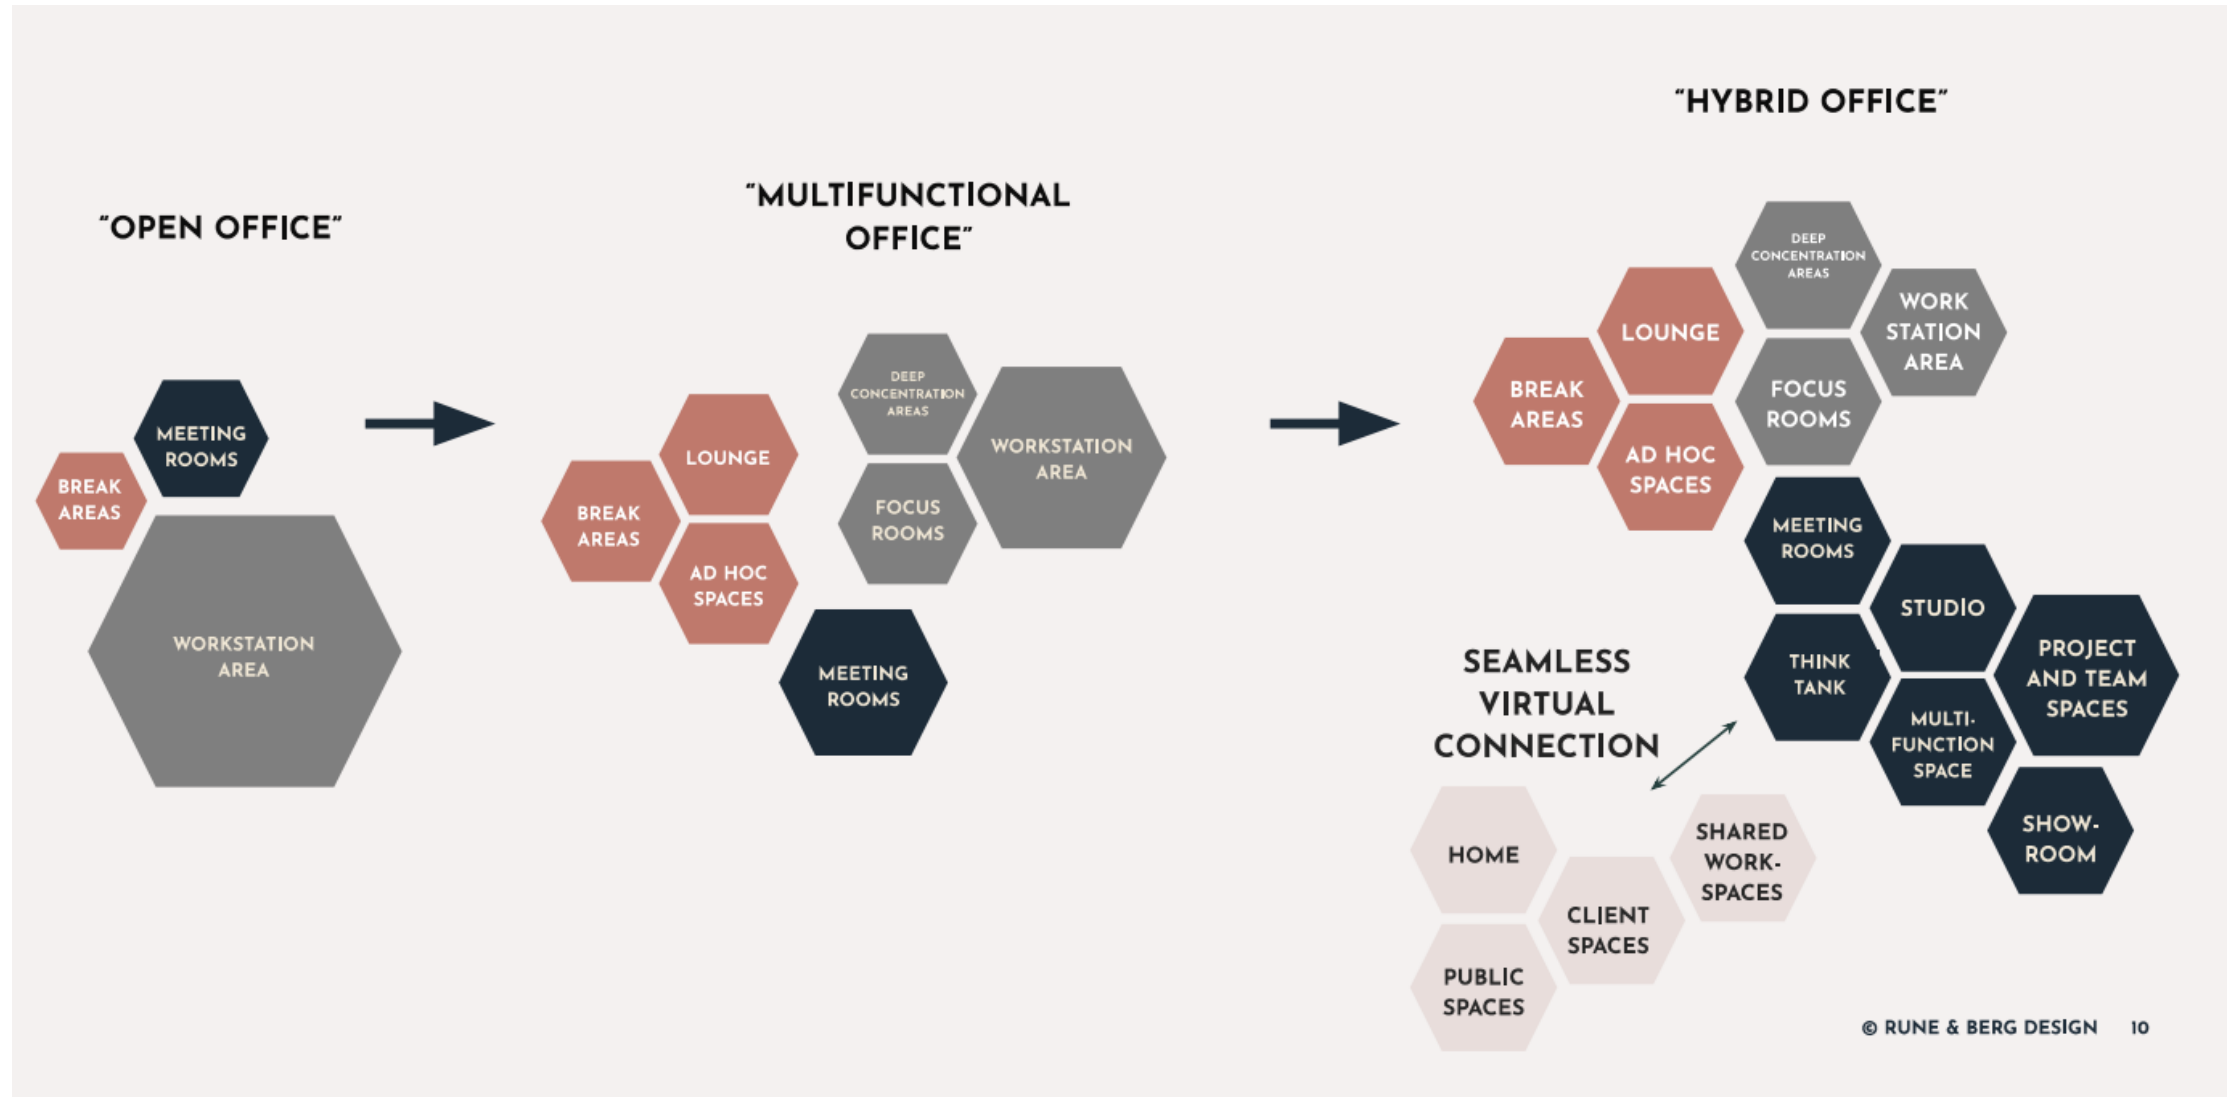 “OPEN OFFICE”
MEETING
ROOMS
BREAK
AREAS
WORKSTATION
AREA
“MULTIFUNCTIONAL
OFFICE”
DEEP
CONCENTRATION
AREAS
WORKSTATION
AREA
LOUNGE
FOCUS
ROOMS
BREAK
AREAS
AD HOC
SPACES
MEETING
ROOMS
“HYBRID OFFICE”
DEEP
CONCENTRATION
AREAS
WORK
STATION
AREA
LOUNGE
FOCUS
ROOMS
BREAK
AREAS
AD HOC
SPACES
MEETING
ROOMS
STUDIO
THINK
TANK
PROJECT
AND TEAM
SPACES
MULTI-
FUNCTION
SPACE
SHOW-
ROOM
SEAMLESS
VIRTUAL
CONNECTION
HOME
SHARED
WORK-
SPACES
CLIENT
SPACES
PUBLIC
SPACES
© RUNE & BERG DESIGN 10